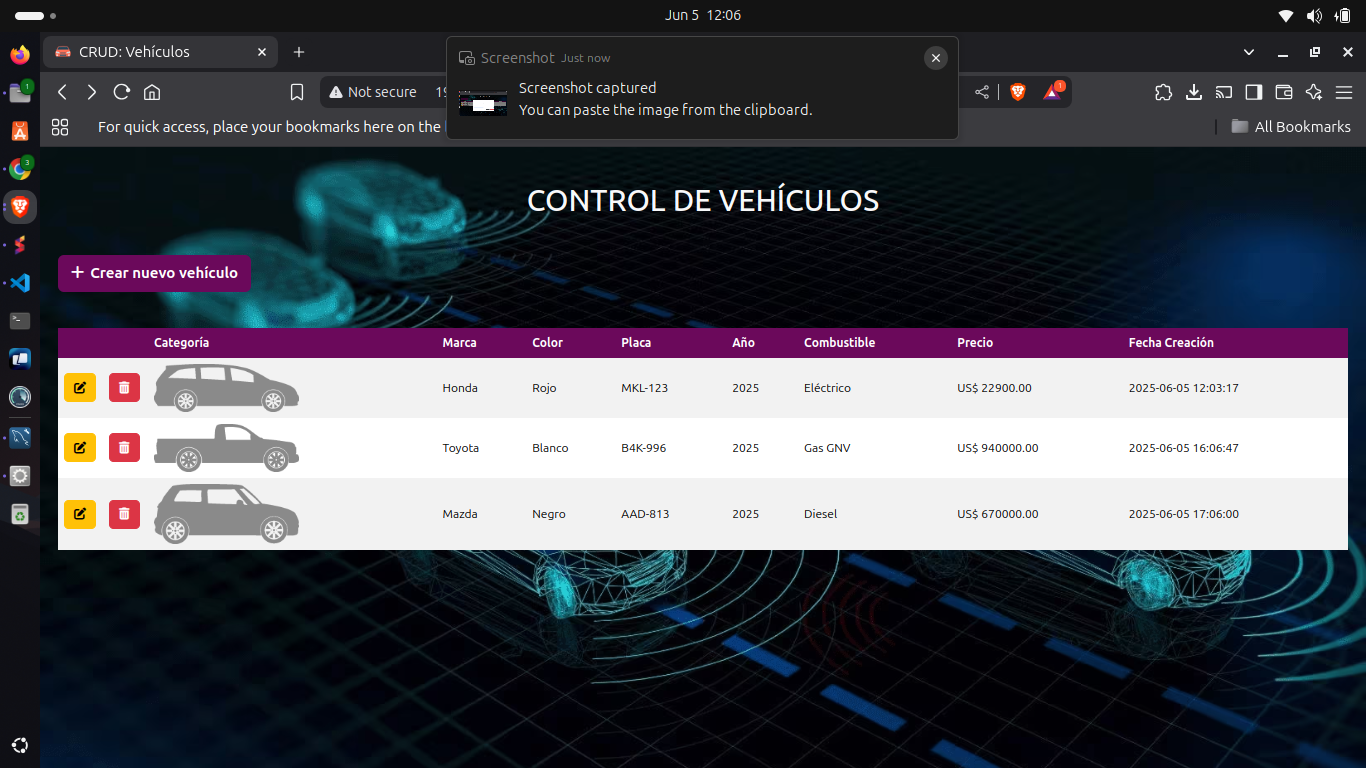 Jun 5 12:06
CRUD: Vehículos
Screenshot Just now
Screenshot captured
You can paste the image from the clipboard.
1
3
Not secure 19
1
For quick access, place your bookmarks here on the
All Bookmarks
CONTROL DE VEHÍCULOS
+ Crear nuevo vehículo
Categoría Marca Color Placa Año Combustible Precio Fecha Creación
Honda Rojo MKL-123 2025 Eléctrico US$ 22900.00 2025-06-05 12:03:17
Toyota Blanco B4K-996 2025 Gas GNV US$ 940000.00 2025-06-05 16:06:47
Mazda Negro AAD-813 2025 Diesel US$ 670000.00 2025-06-05 17:06:00